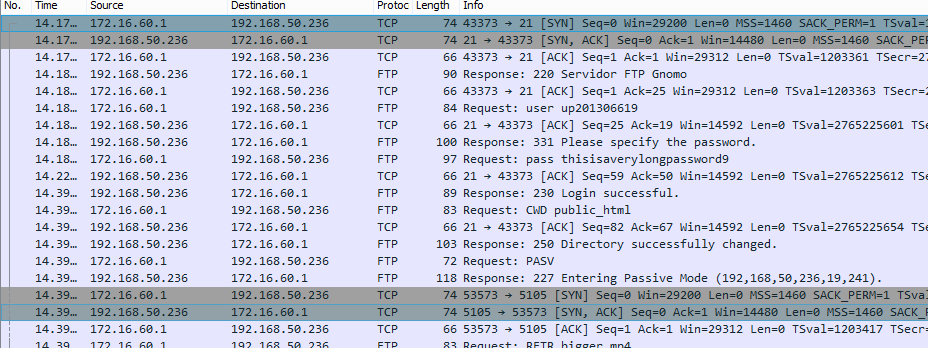 No. Time Source Destination Protoc Length Info
14.17… 172.16.60.1 192.168.50.236 TCP 74 43373 → 21 [SYN] Seq=0 Win=29200 Len=0 MSS=1460 SACK_PERM=1 TSval=1
14.17… 192.168.50.236 172.16.60.1 TCP 74 21 → 43373 [SYN, ACK] Seq=0 Ack=1 Win=14480 Len=0 MSS=1460 SACK_PE
14.17… 172.16.60.1 192.168.50.236 TCP 66 43373 → 21 [ACK] Seq=1 Ack=1 Win=29312 Len=0 TSval=1203361 TSecr=27
14.18… 192.168.50.236 172.16.60.1 FTP 90 Response: 220 Servidor FTP Gnomo
14.18… 172.16.60.1 192.168.50.236 TCP 66 43373 → 21 [ACK] Seq=1 Ack=25 Win=29312 Len=0 TSval=1203363 TSecr=2
14.18… 172.16.60.1 192.168.50.236 FTP 84 Request: user up201306619
14.18… 192.168.50.236 172.16.60.1 TCP 66 21 → 43373 [ACK] Seq=25 Ack=19 Win=14592 Len=0 TSval=2765225601 TS
14.18… 192.168.50.236 172.16.60.1 FTP 100 Response: 331 Please specify the password.
14.18… 172.16.60.1 192.168.50.236 FTP 97 Request: pass thisisaverylongpassword9
14.22… 192.168.50.236 172.16.60.1 TCP 66 21 → 43373 [ACK] Seq=59 Ack=50 Win=14592 Len=0 TSval=2765225612 TS
14.39… 192.168.50.236 172.16.60.1 FTP 89 Response: 230 Login successful.
14.39… 172.16.60.1 192.168.50.236 FTP 83 Request: CWD public_html
14.39… 192.168.50.236 172.16.60.1 TCP 66 21 → 43373 [ACK] Seq=82 Ack=67 Win=14592 Len=0 TSval=2765225654 TS
14.39… 192.168.50.236 172.16.60.1 FTP 103 Response: 250 Directory successfully changed.
14.39… 172.16.60.1 192.168.50.236 FTP 72 Request: PASV
14.39… 192.168.50.236 172.16.60.1 FTP 118 Response: 227 Entering Passive Mode (192,168,50,236,19,241).
14.39… 172.16.60.1 192.168.50.236 TCP 74 53573 → 5105 [SYN] Seq=0 Win=29200 Len=0 MSS=1460 SACK_PERM=1 TSva
14.39… 192.168.50.236 172.16.60.1 TCP 74 5105 → 53573 [SYN, ACK] Seq=0 Ack=1 Win=14480 Len=0 MSS=1460 SACK_P
14.39… 172.16.60.1 192.168.50.236 TCP 66 53573 → 5105 [ACK] Seq=1 Ack=1 Win=29312 Len=0 TSval=1203417 TSecr
14.39 172.16.60.1 192.168.50.236 FTP 83 Request: RETR bigger.mp4